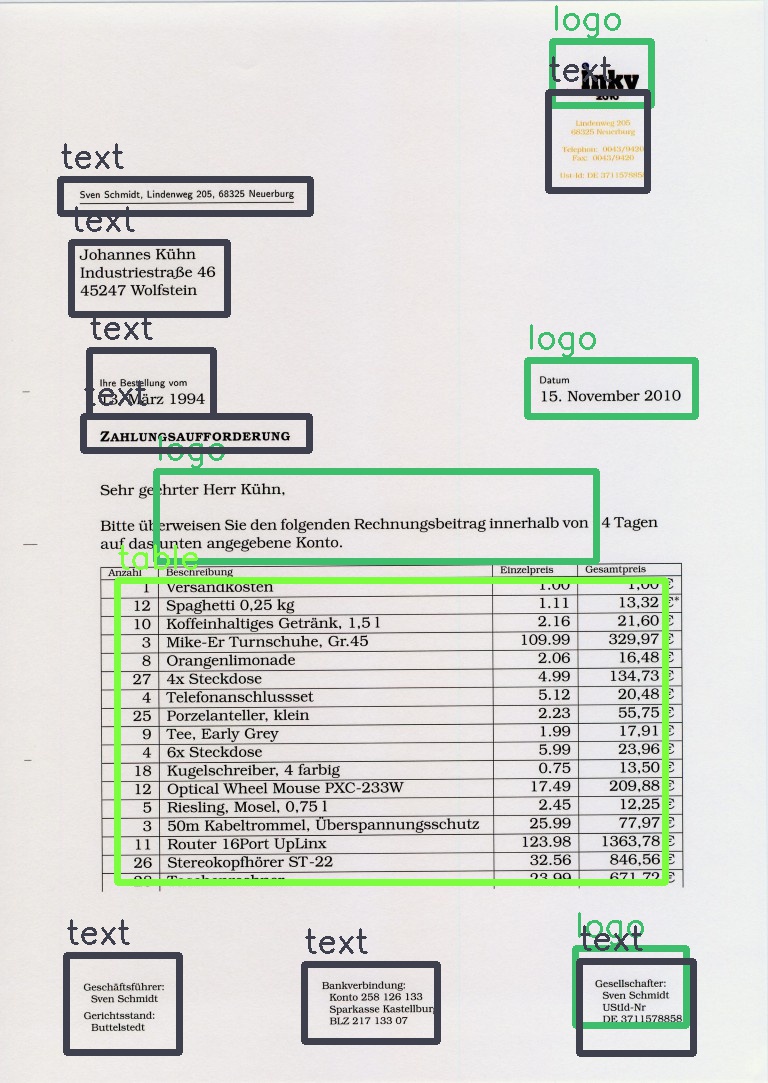 logo
text
inky
2010
Lindenweg 205
68325 Neuerburg
Telephon: 0043/9420
Fax: 0043/9420
Ust-Id: DE 3711578858
text
Sven Schmidt, Lindenweg 205, 68325 Neuerburg
text
Johannes Kühn
Industriestraße 46
45247 Wolfstein
text
logo
Ihre Bestellung vom
13. März 1994
Datum
15. November 2010
text
ZAHLUNGSAUFFORDERUNG
logo
Sehr geehrter Herr Kühn,
Bitte überweisen Sie den folgenden Rechnungsbeitrag innerhalb von 14 Tagen
auf das unten angegebene Konto.
table
Anzahl Beschreibung Einzelpreis Gesamtpreis
1 Versandkosten 1.00 1,00 €
12 Spaghetti 0,25 kg 1.11 13,32 €*
10 Koffeinhaltiges Getränk, 1,5 l 2.16 21,60 €
3 Mike-Er Turnschuhe, Gr.45 109.99 329,97 €
8 Orangenlimonade 2.06 16,48 €
27 4x Steckdose 4.99 134,73 €
4 Telefonanschlussset 5.12 20,48 €
25 Porzelanteller, klein 2.23 55,75 €
9 Tee, Early Grey 1.99 17,91 €
4 6x Steckdose 5.99 23,96 €
18 Kugelschreiber, 4 farbig 0.75 13,50 €
12 Optical Wheel Mouse PXC-233W 17.49 209,88 €
5 Riesling, Mosel, 0,75 l 2.45 12,25 €
3 50m Kabeltrommel, Überspannungsschutz 25.99 77,97 €
11 Router 16Port UpLinx 123.98 1363,78 €
26 Stereokopfhörer ST-22 32.56 846,56 €
28 Taschenrechner 23.99 671,72 €
text
Geschäftsführer:
Sven Schmidt
Gerichtsstand:
Buttelstedt
text
Bankverbindung:
Konto 258 126 133
Sparkasse Kastellburg
BLZ 217 133 07
logo
text
Gesellschafter:
Sven Schmidt
UStId-Nr
DE 3711578858